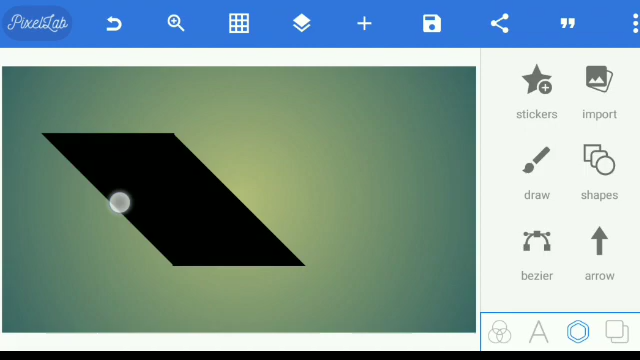 PixelLab
stickers
import
draw
shapes
bezier
arrow